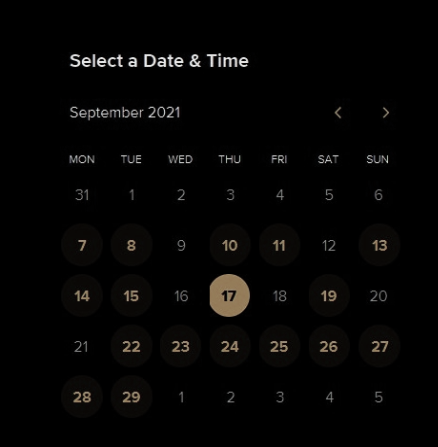 Select a Date & Time
September 2021 < >
MON TUE WED THU FRI SAT SUN
31 1 2 3 4 5 6
7 8 9 10 11 12 13
14 15 16 17 18 19 20
21 22 23 24 25 26 27
28 29 1 2 3 4 5